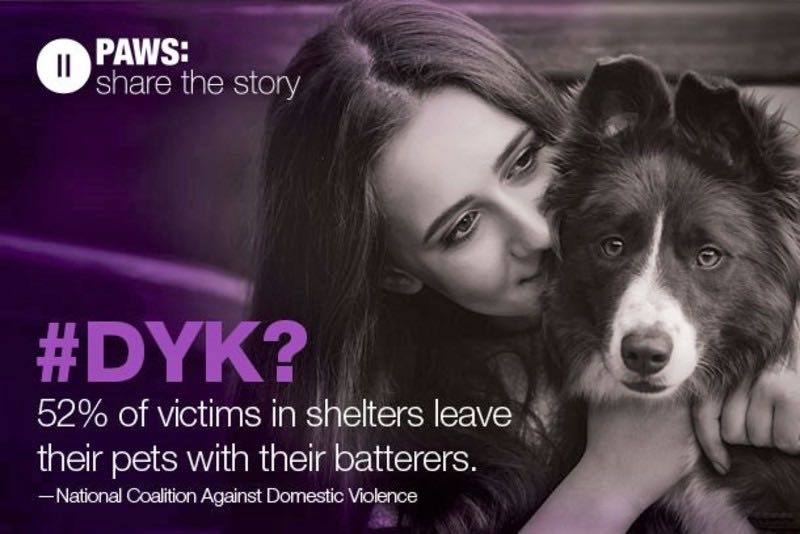 PAWS:
share the story
#DYK?
52% of victims in shelters leave
their pets with their batterers.
—National Coalition Against Domestic Violence